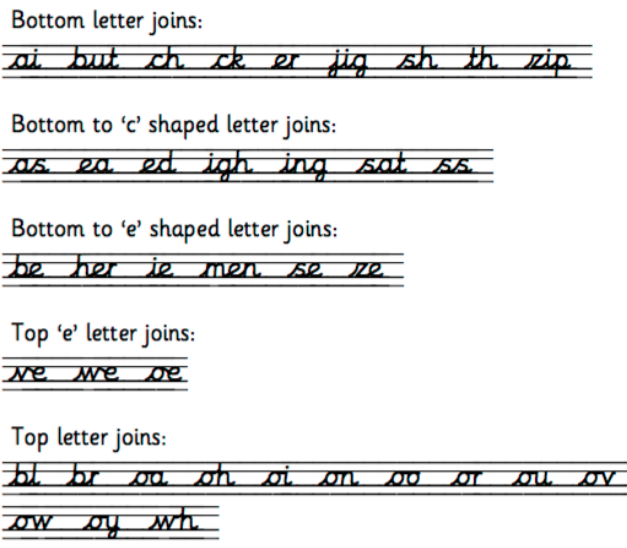 Bottom letter joins:
ai but ch ck er jig sh th zip
Bottom to ‘c’ shaped letter joins:
as ea ed igh ing sat ss
Bottom to ‘e’ shaped letter joins:
be her ie men se ze
Top ‘e’ letter joins:
ve we oe
Top letter joins:
bl br oa oh oi on oo or ou ov
ow oy wh